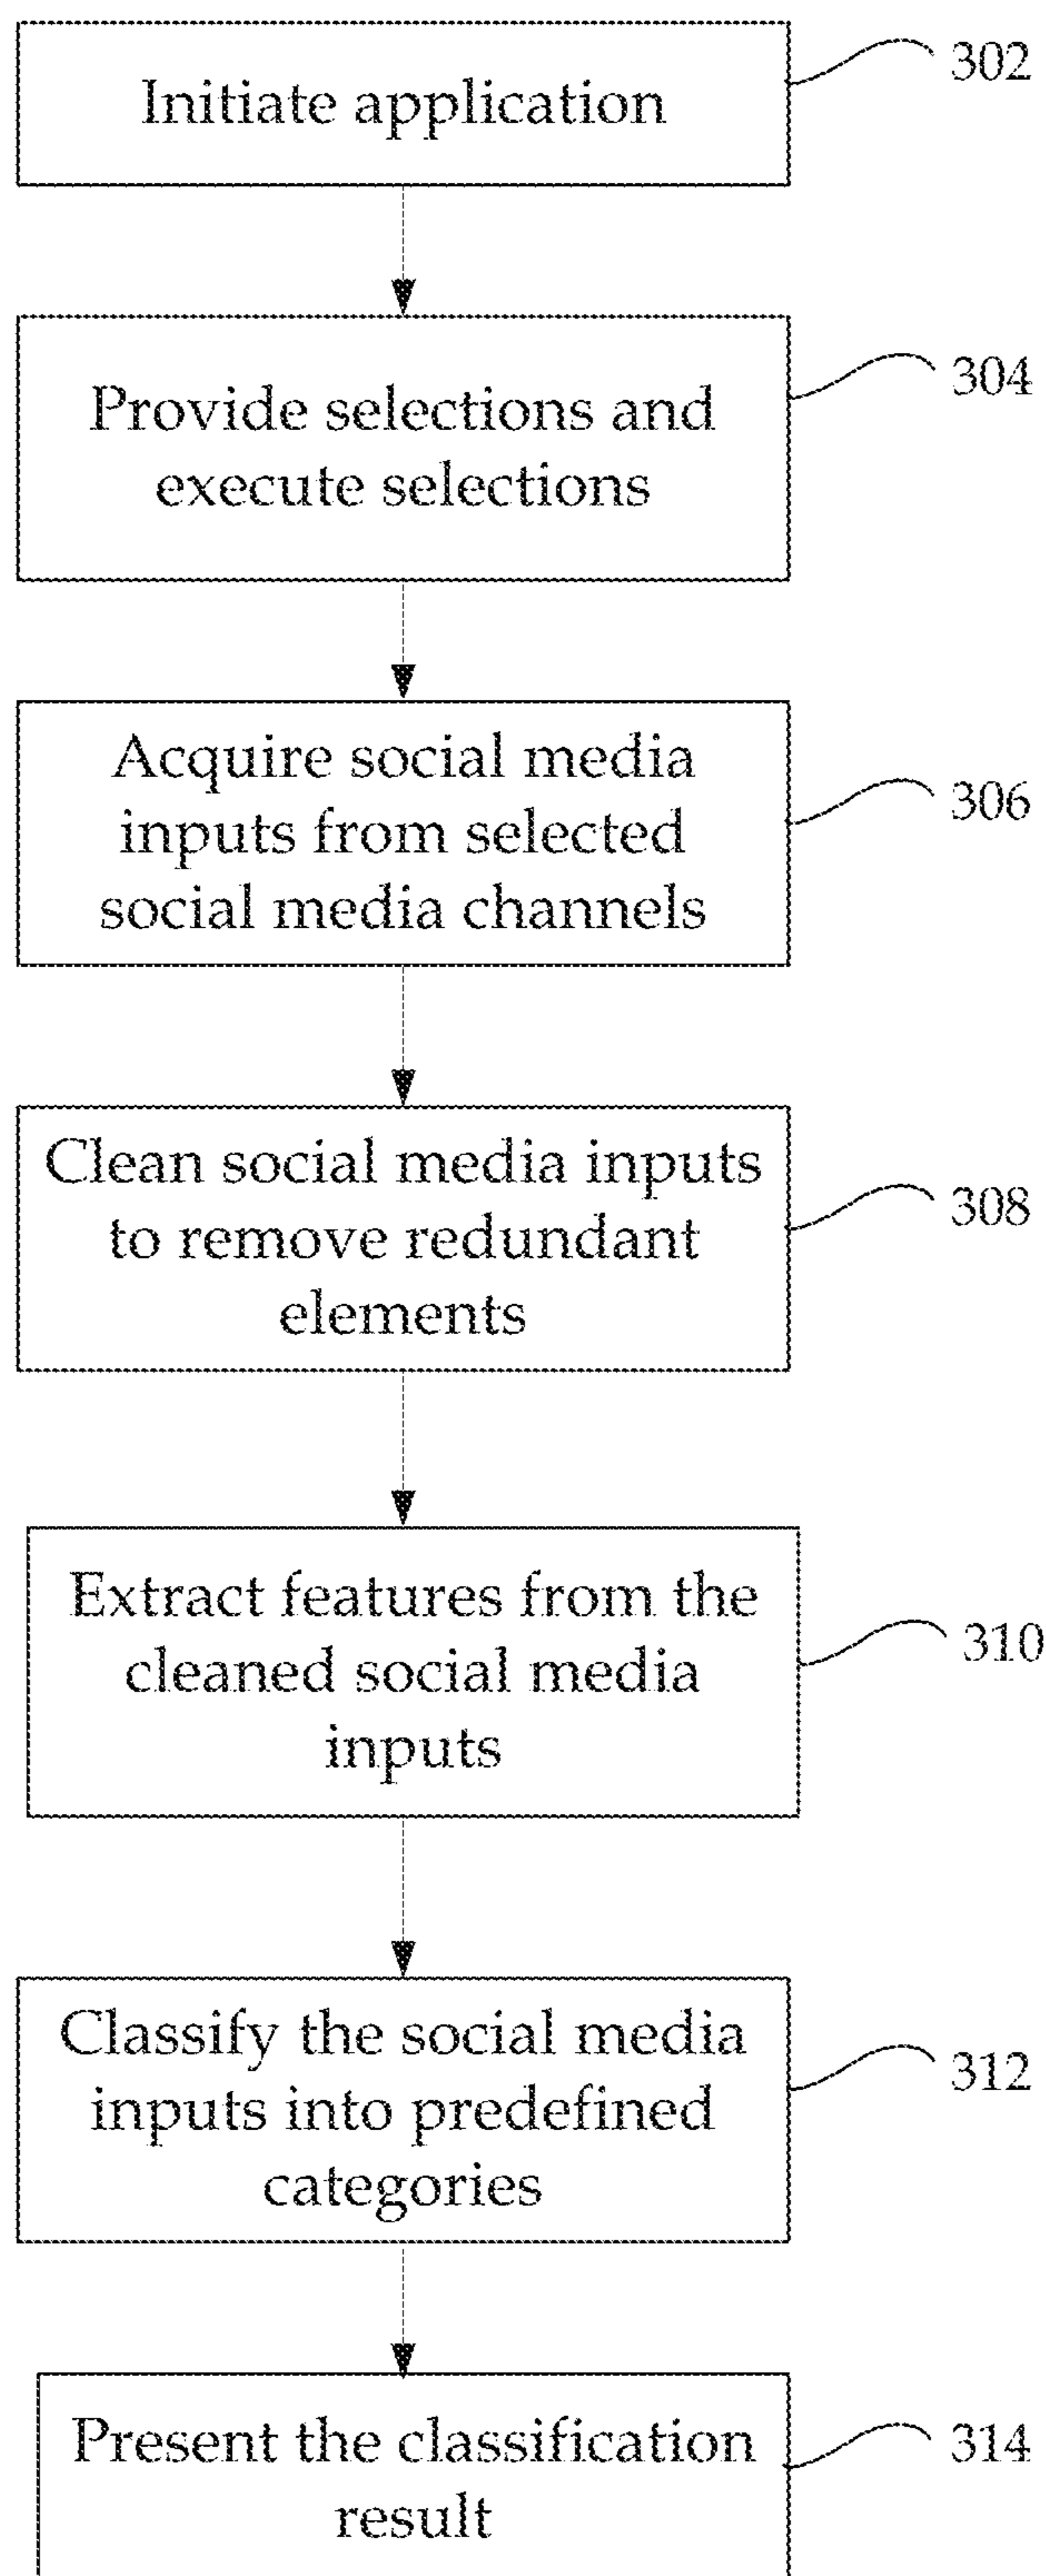 Initiate application
302
Provide selections and
execute selections
304
Acquire social media
inputs from selected
social media channels
306
Clean social media inputs
to remove redundant
elements
308
Extract features from the
cleaned social media
inputs
310
Classify the social media
inputs into predefined
categories
312
Present the classification
result
314